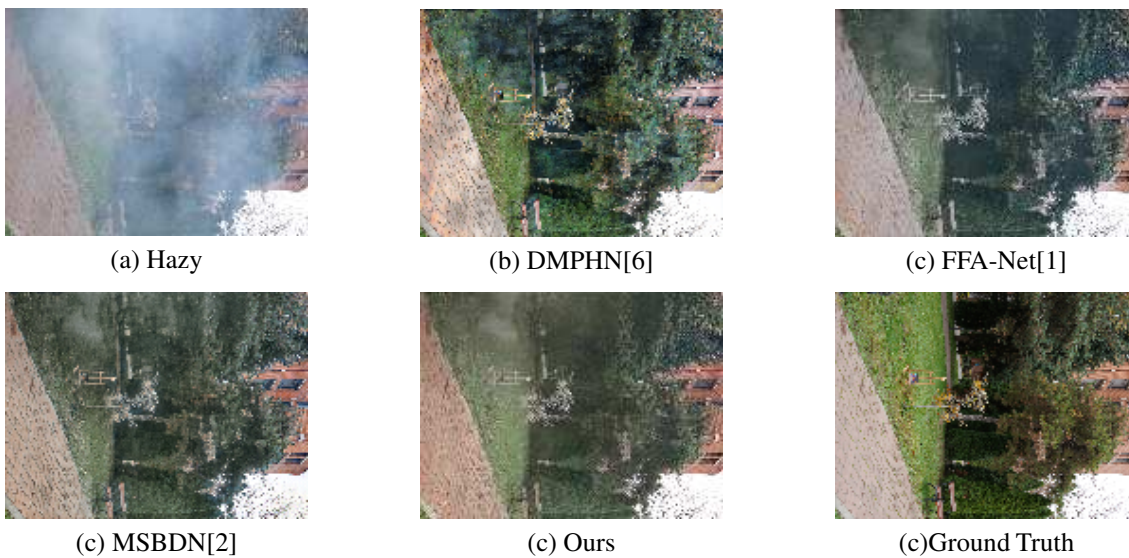 (a) Hazy
(b) DMPHN[6]
(c) FFA-Net[1]
(c) MSBDN[2]
(c) Ours
(c)Ground Truth